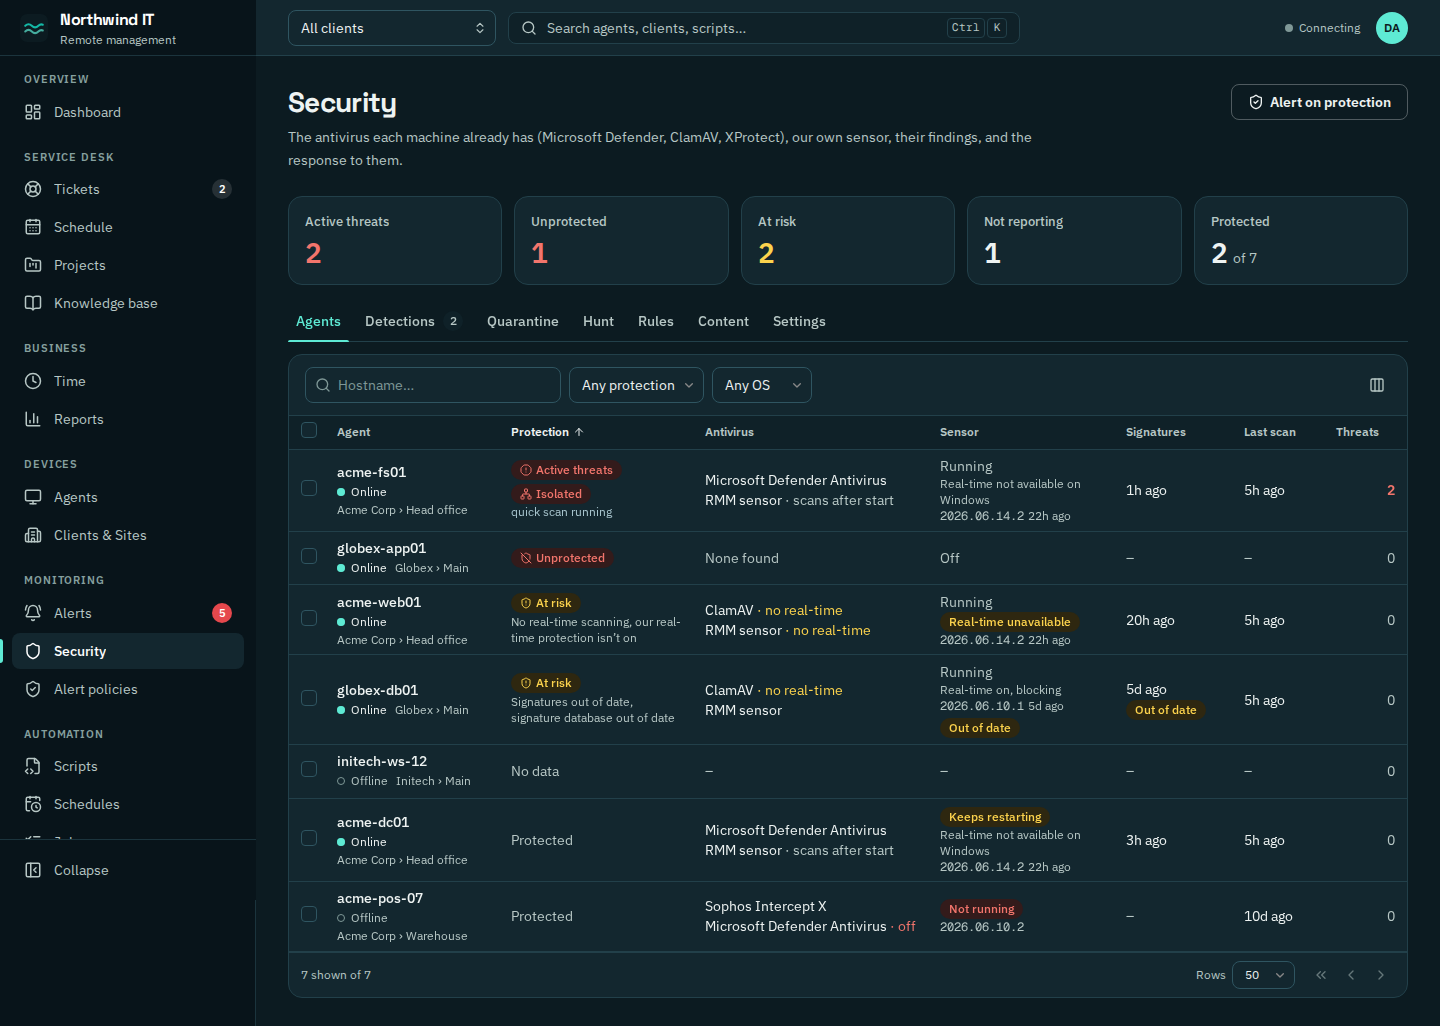 Northwind IT
Remote management
All clients
Search agents, clients, scripts...
Ctrl K
Connecting
DA
OVERVIEW
Dashboard
SERVICE DESK
Tickets 2
Schedule
Projects
Knowledge base
BUSINESS
Time
Reports
DEVICES
Agents
Clients & Sites
MONITORING
Alerts 5
Security
Alert policies
AUTOMATION
Scripts
Schedules
Collapse
Security
Alert on protection
The antivirus each machine already has (Microsoft Defender, ClamAV, XProtect), our own sensor, their findings, and the
response to them.
Active threats
2
Unprotected
1
At risk
2
Not reporting
1
Protected
2 of 7
Agents Detections 2 Quarantine Hunt Rules Content Settings
Hostname...
Any protection
Any OS
Agent Protection ↑ Antivirus Sensor Signatures Last scan Threats
acme-fs01
Online
Acme Corp › Head office
Active threats
Isolated
quick scan running
Microsoft Defender Antivirus
RMM sensor · scans after start
Running
Real-time not available on
Windows
2026.06.14.2 22h ago
1h ago
5h ago
2
globex-app01
Online Globex › Main
Unprotected
None found
Off
–
–
0
acme-web01
Online
Acme Corp › Head office
At risk
No real-time scanning, our real-
time protection isn’t on
ClamAV · no real-time
RMM sensor · no real-time
Running
Real-time unavailable
2026.06.14.2 22h ago
20h ago
5h ago
0
globex-db01
Online Globex › Main
At risk
Signatures out of date,
signature database out of date
ClamAV · no real-time
RMM sensor
Running
Real-time on, blocking
2026.06.10.1 5d ago
Out of date
5d ago
Out of date
5h ago
0
initech-ws-12
Offline Initech › Main
No data
–
–
–
–
0
acme-dc01
Online
Acme Corp › Head office
Protected
Microsoft Defender Antivirus
RMM sensor · scans after start
Keeps restarting
Real-time not available on
Windows
2026.06.14.2 22h ago
3h ago
5h ago
0
acme-pos-07
Offline
Acme Corp › Warehouse
Protected
Sophos Intercept X
Microsoft Defender Antivirus · off
Not running
2026.06.10.2
–
10d ago
0
7 shown of 7
Rows 50